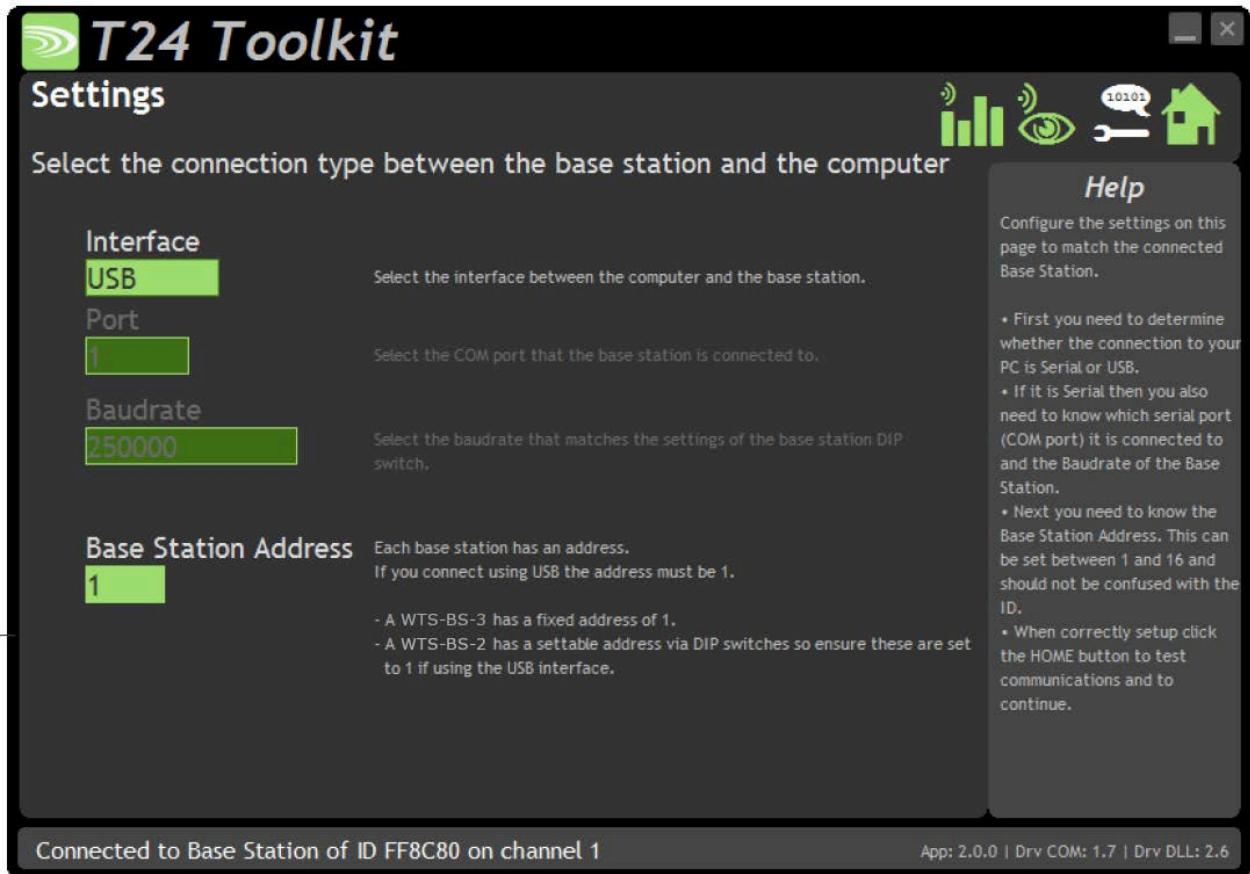 T24 Toolkit
Settings
10101
Select the connection type between the base station and the computer
Interface
USB
Select the interface between the computer and the base station.
Port
1
Select the COM port that the base station is connected to.
Baudrate
250000
Select the baudrate that matches the settings of the base station DIP
switch.
Base Station Address
1
Each base station has an address.
If you connect using USB the address must be 1.
- A WTS-BS-3 has a fixed address of 1.
- A WTS-BS-2 has a settable address via DIP switches so ensure these are set
to 1 if using the USB interface.
Help
Configure the settings on this
page to match the connected
Base Station.
• First you need to determine
whether the connection to your
PC is Serial or USB.
• If it is Serial then you also
need to know which serial port
(COM port) it is connected to
and the Baudrate of the Base
Station.
• Next you need to know the
Base Station Address. This can
be set between 1 and 16 and
should not be confused with the
ID.
• When correctly setup click
the HOME button to test
communications and to
continue.
Connected to Base Station of ID FF8C80 on channel 1
App: 2.0.0 | Drv COM: 1.7 | Drv DLL: 2.6